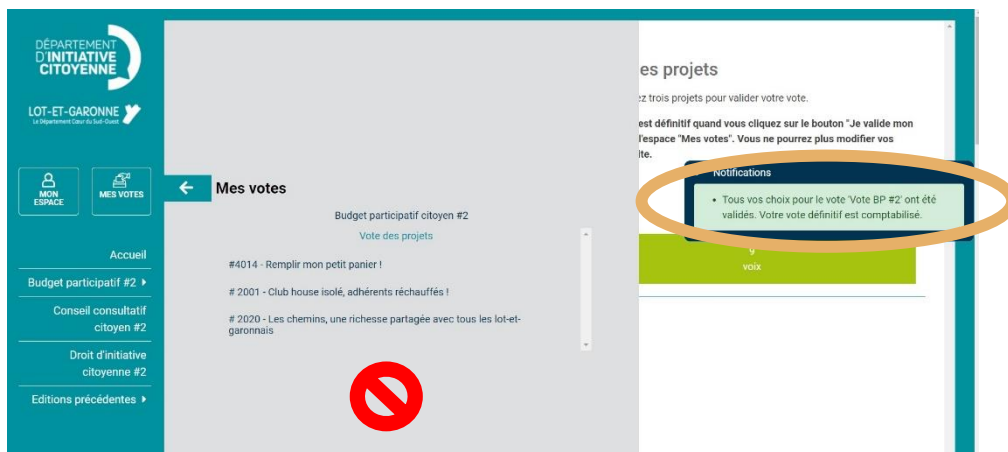 DÉPARTEMENT
D'INITIATIVE
CITOYENNE
LOT-ET-GARONNE
Le Département Cœur du Sud-Ouest
MON
ESPACE
MES VOTES
Accueil
Budget participatif #2
Conseil consultatif
citoyen #2
Droit d'initiative
citoyenne #2
Editions précédentes
Mes votes
Budget participatif citoyen #2
Vote des projets
#4014 - Remplir mon petit panier !
# 2001 - Club house isolé, adhérents réchauffés !
# 2020 - Les chemins, une richesse partagée avec tous les lot-et-
garonnais
es projets
ez trois projets pour valider votre vote.
est définitif quand vous cliquez sur le bouton "Je valide mon
l'espace "Mes votes". Vous ne pourrez plus modifier vos
ite.
Notifications
• Tous vos choix pour le vote 'Vote BP #2' ont été
validés. Votre vote définitif est comptabilisé.
9
voix